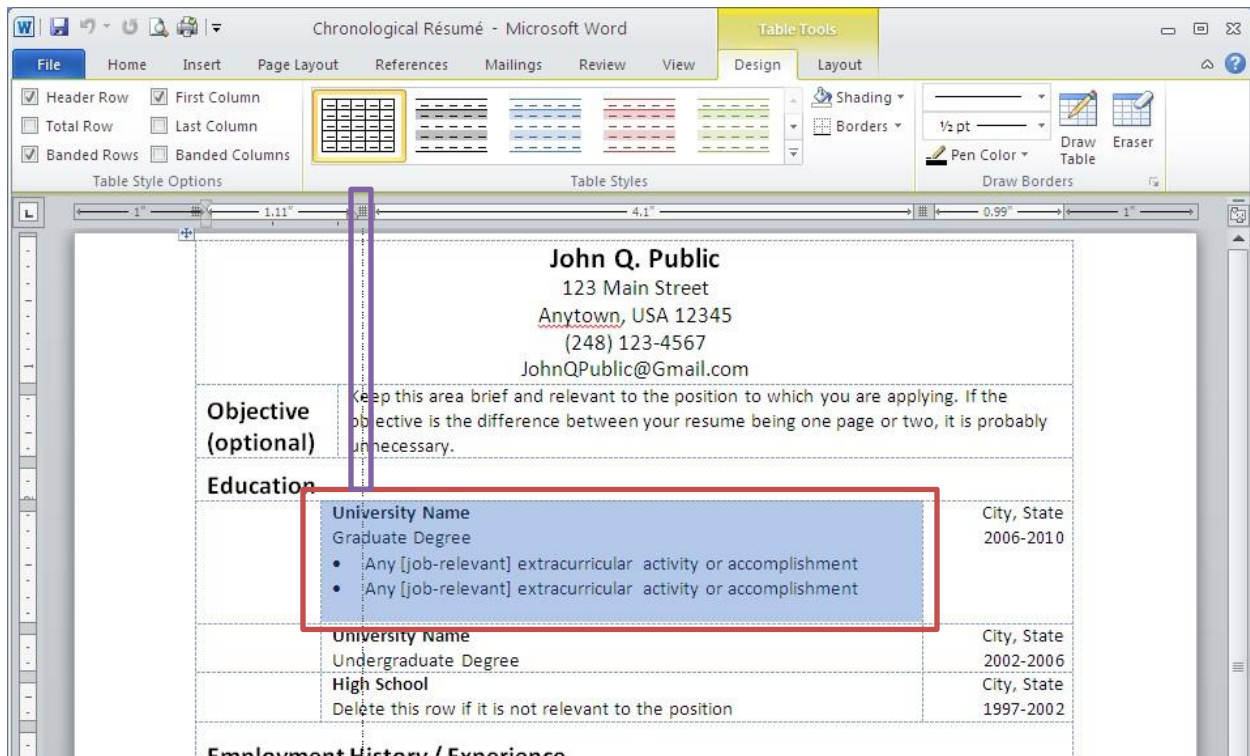 Chronological Résumé - Microsoft Word
Table Tools
File Home Insert Page Layout References Mailings Review View Design Layout
Header Row First Column
Total Row Last Column
Banded Rows Banded Columns
Table Style Options
Table Styles
Shading
Borders
½ pt
Pen Color
Draw Table
Eraser
Draw Borders
1" 1.11" 4.1" 0.99" 1"
John Q. Public
123 Main Street
Anytown, USA 12345
(248) 123-4567
JohnQPublic@Gmail.com
Objective
(optional)
Keep this area brief and relevant to the position to which you are applying. If the
objective is the difference between your resume being one page or two, it is probably
unnecessary.
Education
University Name City, State
Graduate Degree 2006-2010
• Any [job-relevant] extracurricular activity or accomplishment
• Any [job-relevant] extracurricular activity or accomplishment
University Name City, State
Undergraduate Degree 2002-2006
High School City, State
Delete this row if it is not relevant to the position 1997-2002
Employment History / Experience